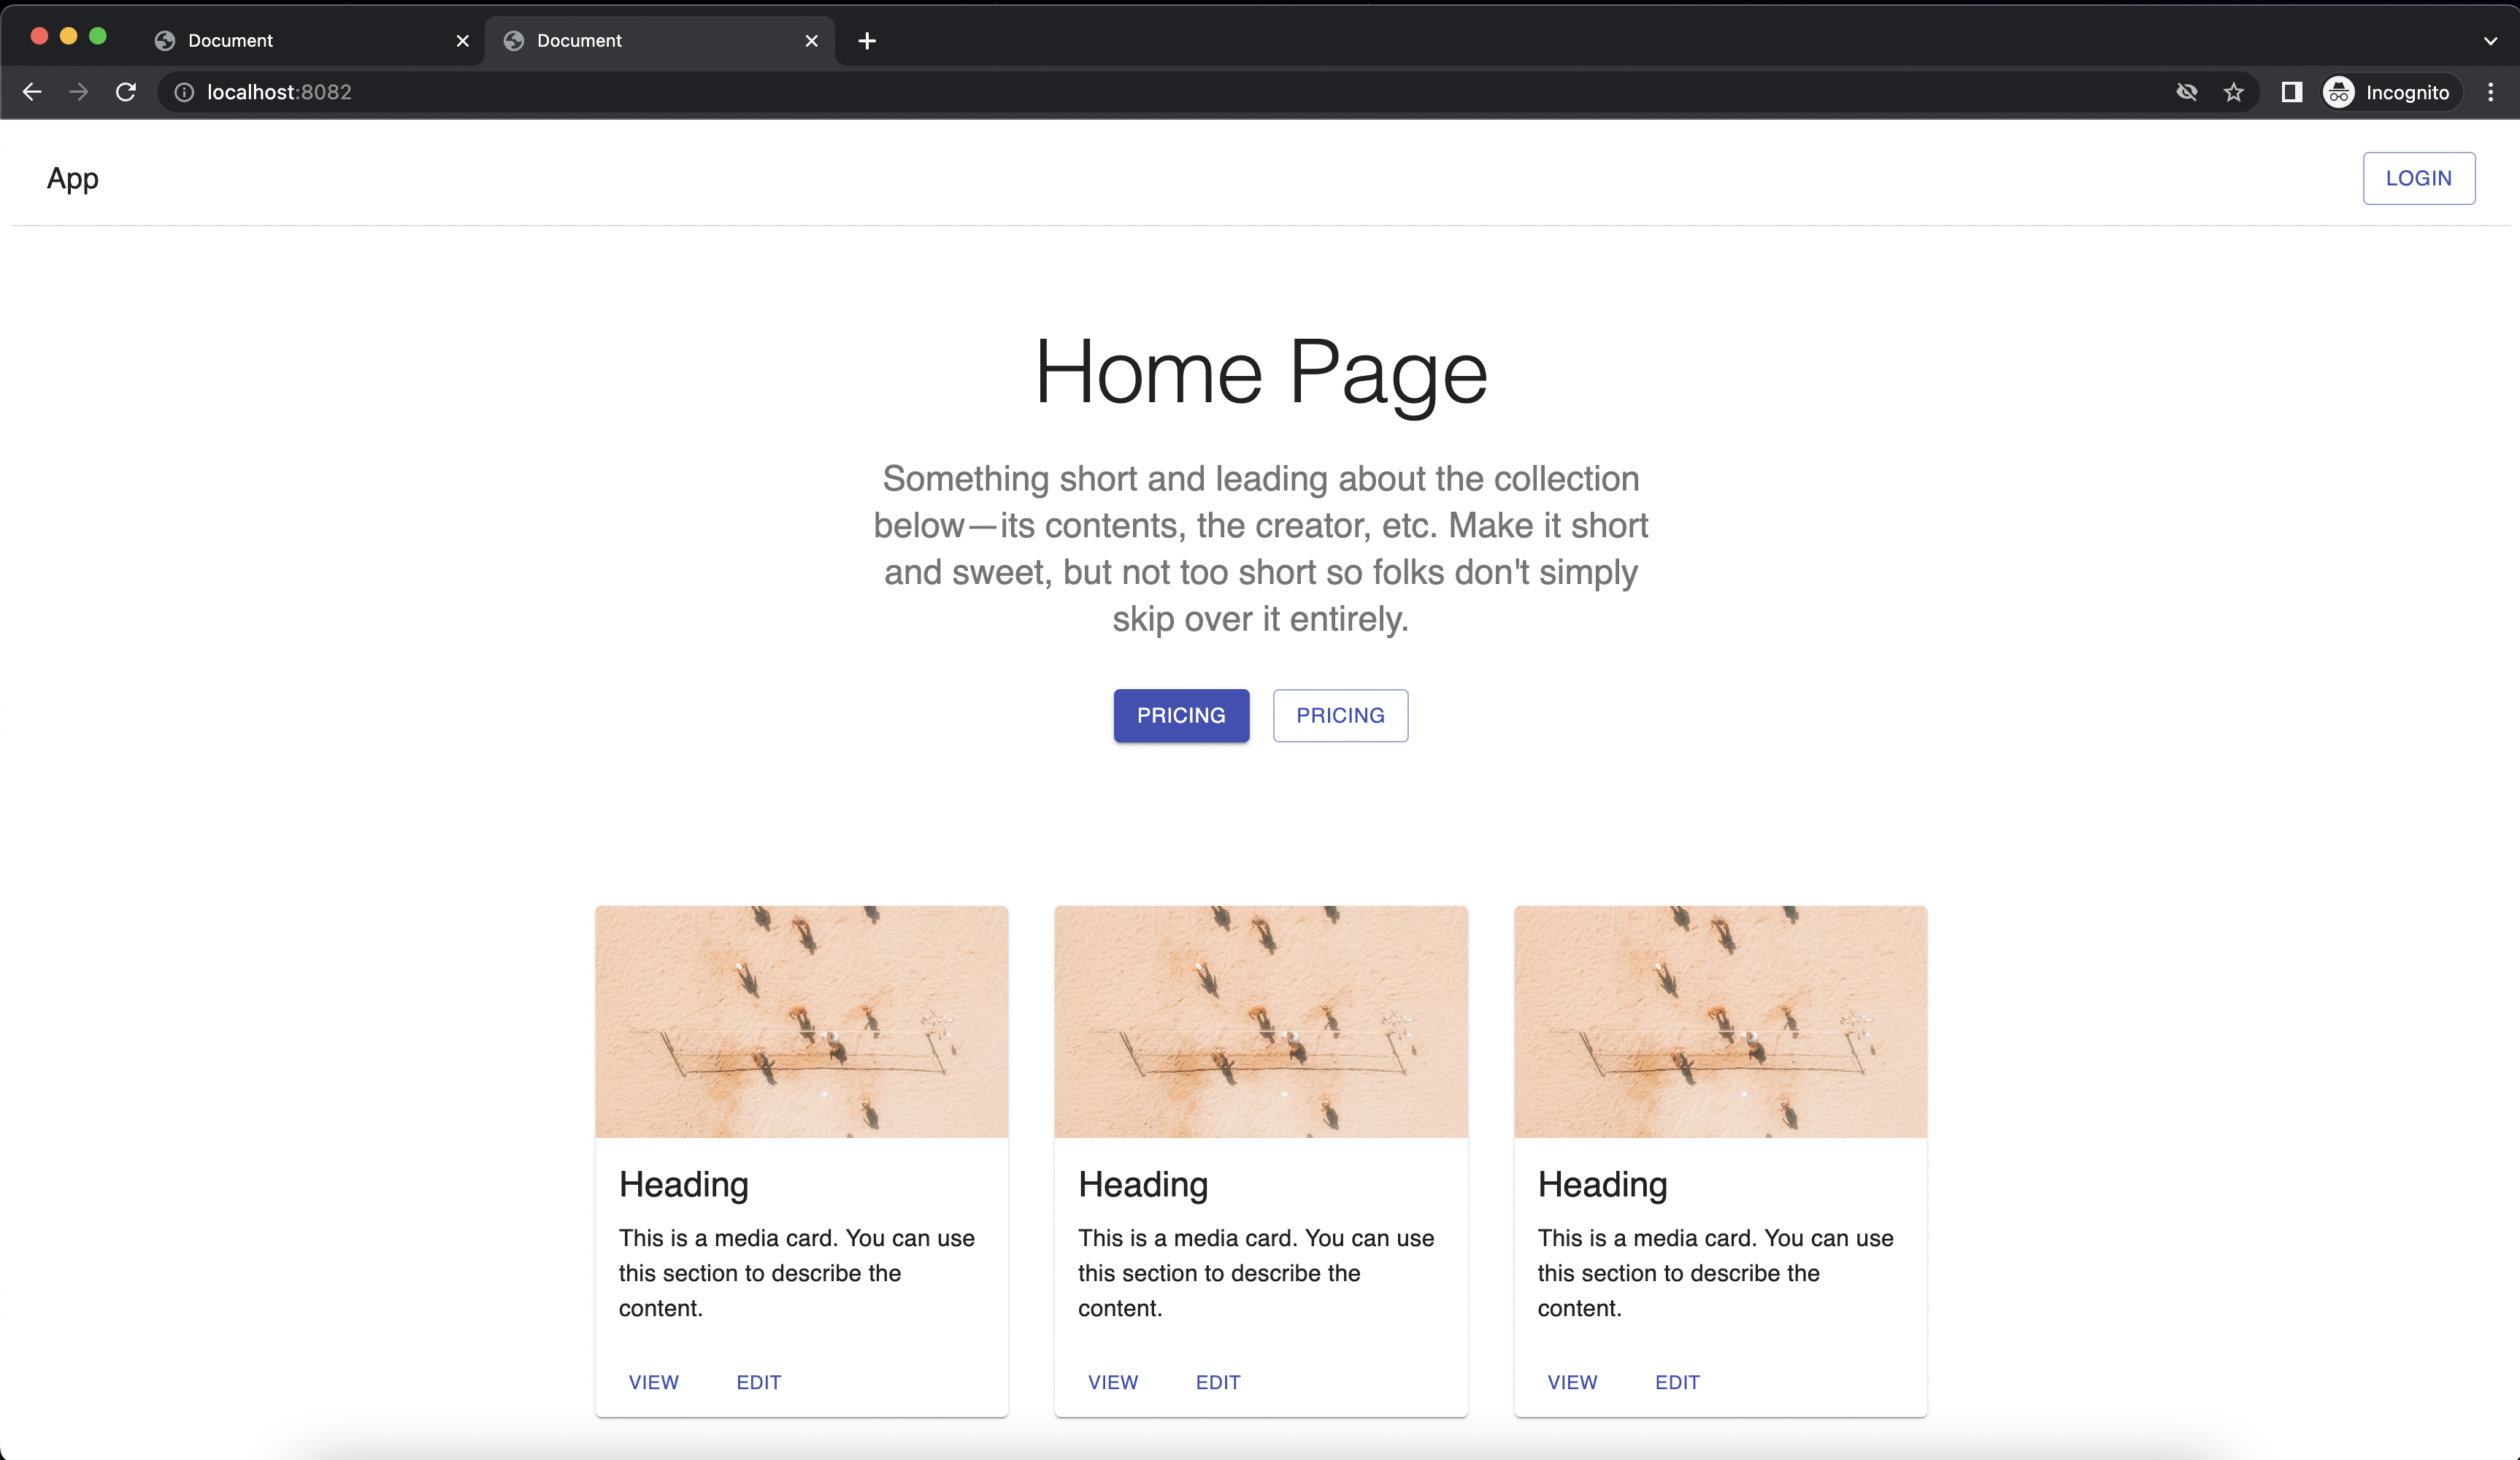 Document
Document
localhost:8082
Incognito
App
LOGIN
Home Page
Something short and leading about the collection
below—its contents, the creator, etc. Make it short
and sweet, but not too short so folks don't simply
skip over it entirely.
PRICING
PRICING
Heading
This is a media card. You can use
this section to describe the
content.
VIEW
EDIT
Heading
This is a media card. You can use
this section to describe the
content.
VIEW
EDIT
Heading
This is a media card. You can use
this section to describe the
content.
VIEW
EDIT